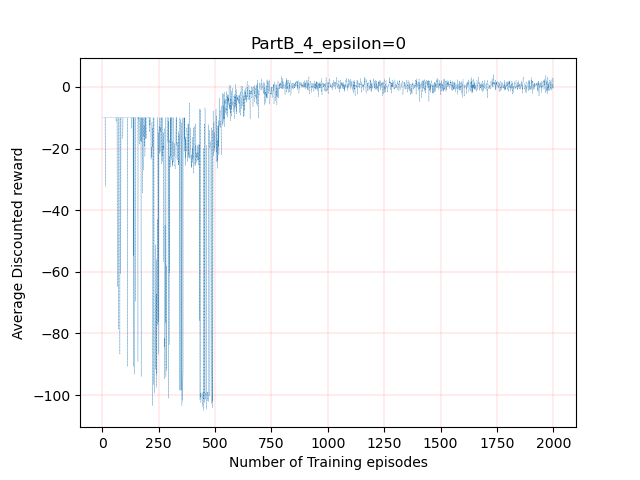 PartB_4_epsilon=0
Average Discounted reward
0
−20
−40
−60
−80
−100
0 250 500 750 1000 1250 1500 1750 2000
Number of Training episodes